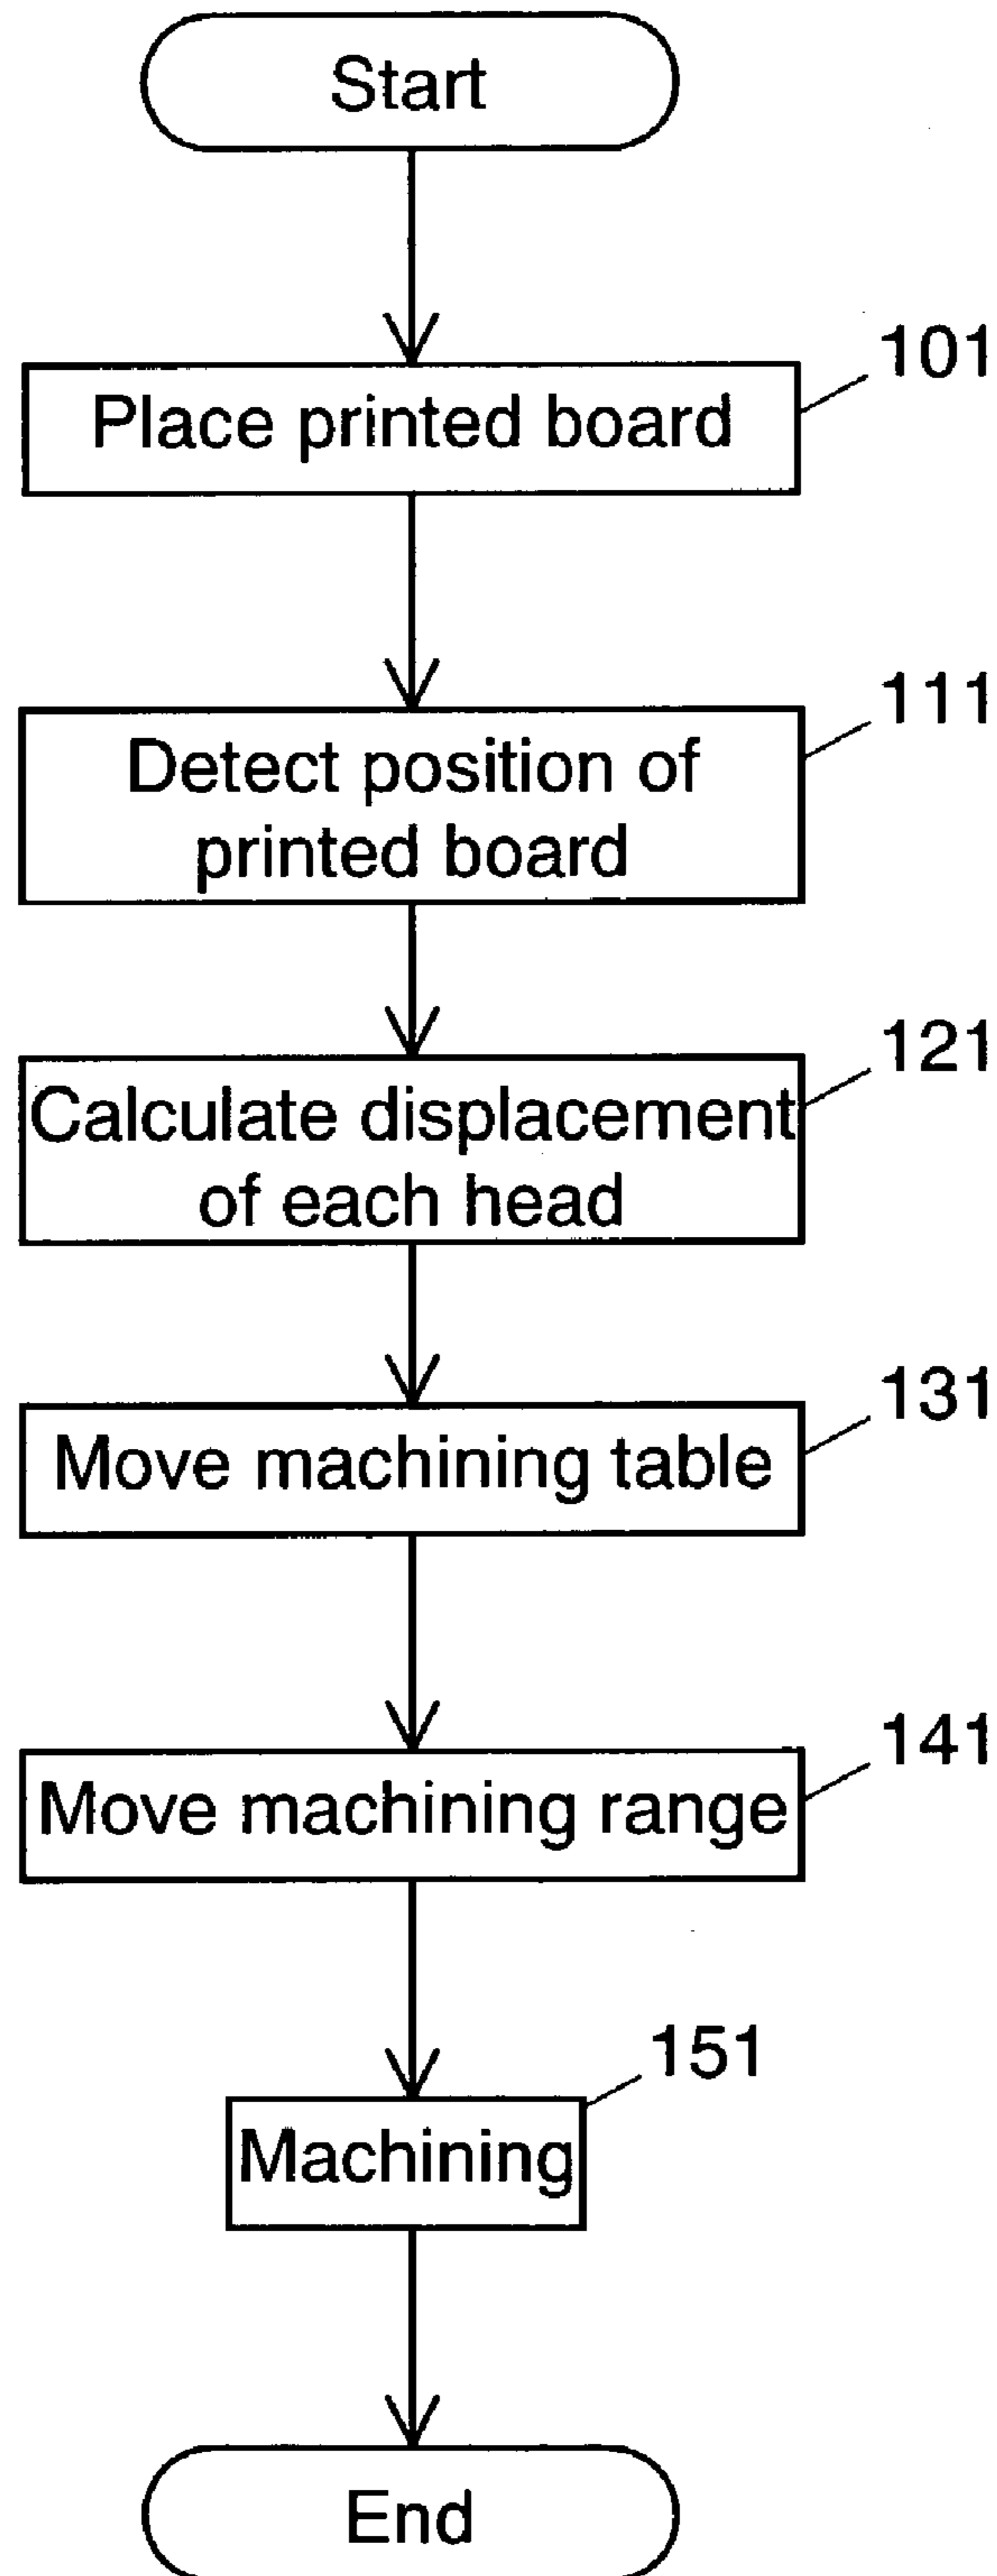 Start
101
Place printed board
111
Detect position of
printed board
121
Calculate displacement
of each head
131
Move machining table
141
Move machining range
151
Machining
End